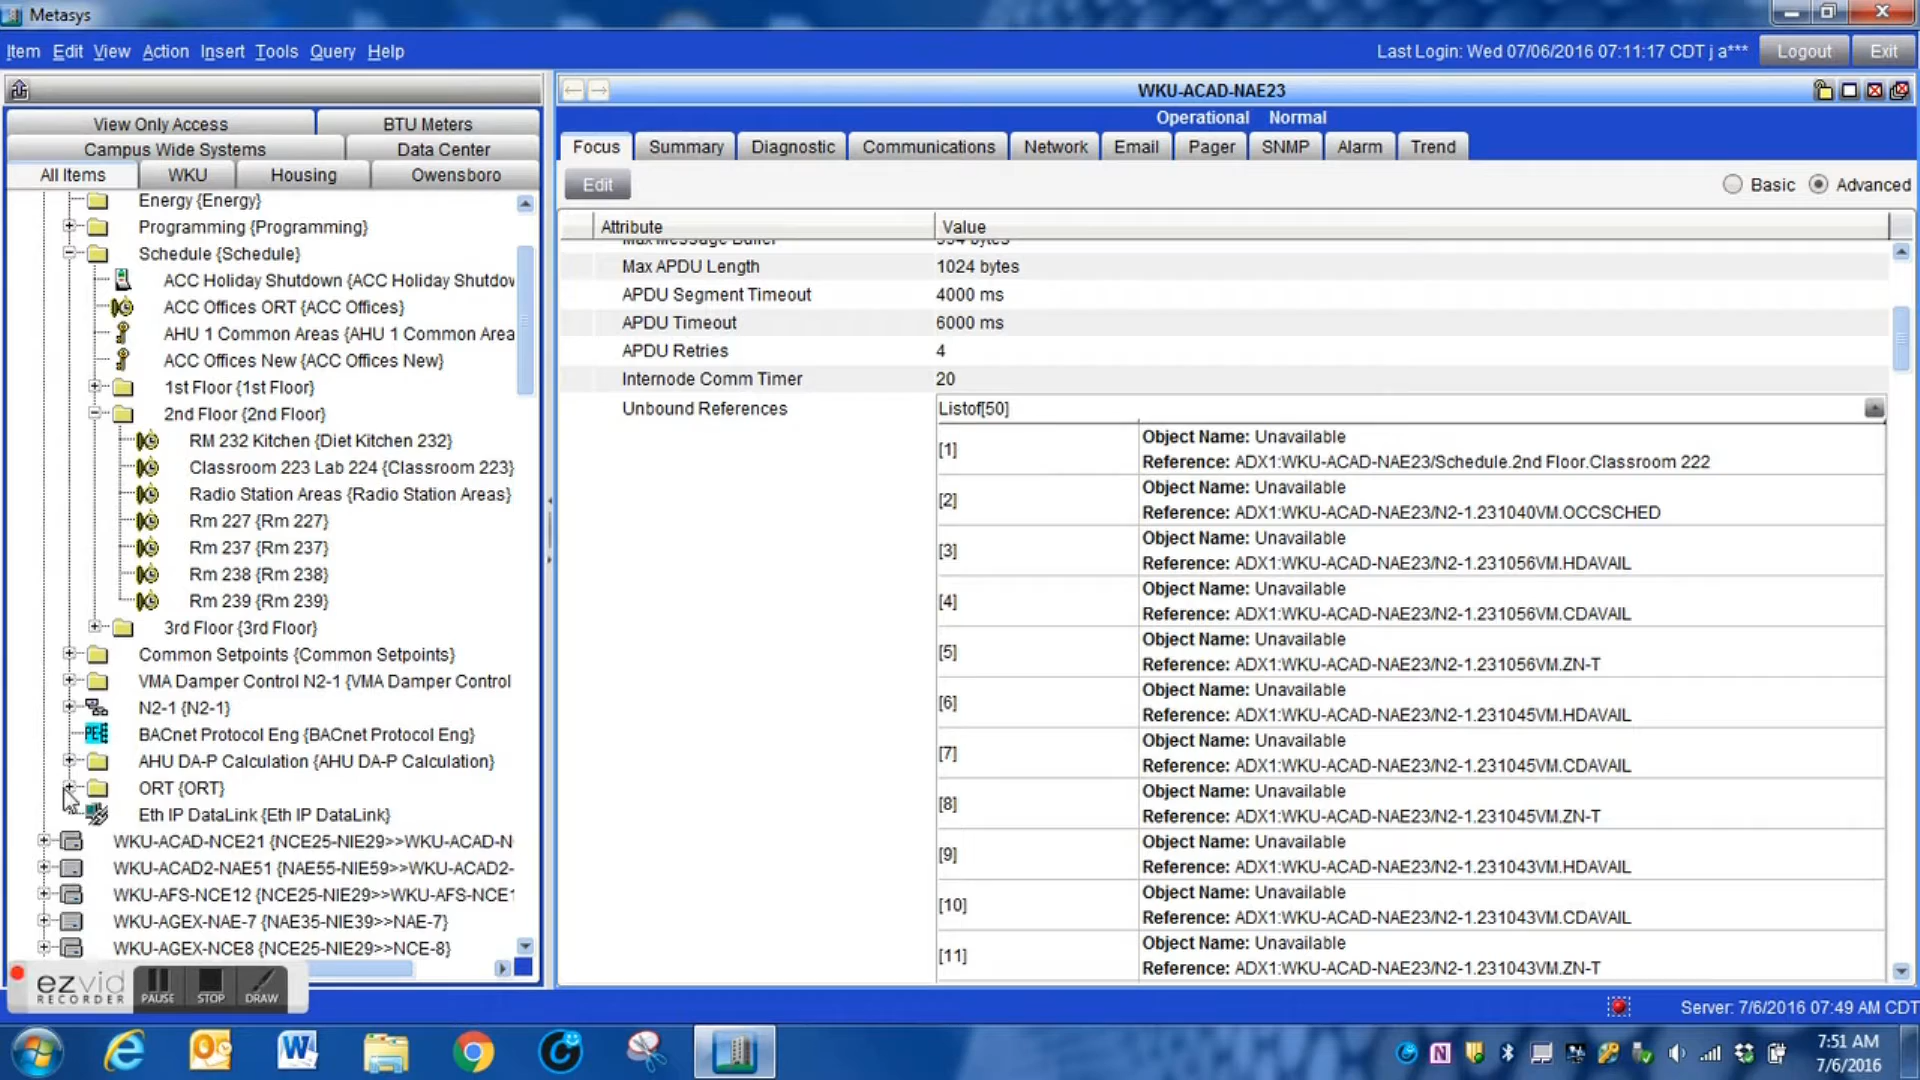 Metasys
Item Edit View Action Insert Tools Query Help
Last Login: Wed 07/06/2016 07:11:17 CDT j a*** Logout Exit
View Only Access BTU Meters
Campus Wide Systems Data Center
All Items WKU Housing Owensboro
Energy {Energy}
Programming {Programming}
Schedule {Schedule}
ACC Holiday Shutdown {ACC Holiday Shutdov
ACC Offices ORT {ACC Offices}
AHU 1 Common Areas {AHU 1 Common Area
ACC Offices New {ACC Offices New}
1st Floor {1st Floor}
2nd Floor {2nd Floor}
RM 232 Kitchen {Diet Kitchen 232}
Classroom 223 Lab 224 {Classroom 223}
Radio Station Areas {Radio Station Areas}
Rm 227 {Rm 227}
Rm 237 {Rm 237}
Rm 238 {Rm 238}
Rm 239 {Rm 239}
3rd Floor {3rd Floor}
Common Setpoints {Common Setpoints}
VMA Damper Control N2-1 {VMA Damper Control
N2-1 {N2-1}
BACnet Protocol Eng {BACnet Protocol Eng}
AHU DA-P Calculation {AHU DA-P Calculation}
ORT {ORT}
Eth IP DataLink {Eth IP DataLink}
WKU-ACAD-NCE21 {NCE25-NIE29>>WKU-ACAD-N
WKU-ACAD2-NAE51 {NAE55-NIE59>>WKU-ACAD2-
WKU-AFS-NCE12 {NCE25-NIE29>>WKU-AFS-NCE1
WKU-AGEX-NAE-7 {NAE35-NIE39>>NAE-7}
WKU-AGEX-NCE8 {NCE25-NIE29>>NCE-8}
WKU-ACAD-NAE23
Operational Normal
Focus Summary Diagnostic Communications Network Email Pager SNMP Alarm Trend
Edit Basic Advanced
Attribute Value
Max Message Buffer 594 bytes
Max APDU Length 1024 bytes
APDU Segment Timeout 4000 ms
APDU Timeout 6000 ms
APDU Retries 4
Internode Comm Timer 20
Unbound References Listof[50]
[1] Object Name: Unavailable
Reference: ADX1:WKU-ACAD-NAE23/Schedule.2nd Floor.Classroom 222
[2] Object Name: Unavailable
Reference: ADX1:WKU-ACAD-NAE23/N2-1.231040VM.OCCSCHED
[3] Object Name: Unavailable
Reference: ADX1:WKU-ACAD-NAE23/N2-1.231056VM.HDAVAIL
[4] Object Name: Unavailable
Reference: ADX1:WKU-ACAD-NAE23/N2-1.231056VM.CDAVAIL
[5] Object Name: Unavailable
Reference: ADX1:WKU-ACAD-NAE23/N2-1.231056VM.ZN-T
[6] Object Name: Unavailable
Reference: ADX1:WKU-ACAD-NAE23/N2-1.231045VM.HDAVAIL
[7] Object Name: Unavailable
Reference: ADX1:WKU-ACAD-NAE23/N2-1.231045VM.CDAVAIL
[8] Object Name: Unavailable
Reference: ADX1:WKU-ACAD-NAE23/N2-1.231045VM.ZN-T
[9] Object Name: Unavailable
Reference: ADX1:WKU-ACAD-NAE23/N2-1.231043VM.HDAVAIL
[10] Object Name: Unavailable
Reference: ADX1:WKU-ACAD-NAE23/N2-1.231043VM.CDAVAIL
[11] Object Name: Unavailable
Reference: ADX1:WKU-ACAD-NAE23/N2-1.231043VM.ZN-T
ezvid
RECORDER PAUSE STOP DRAW
Server: 7/6/2016 07:49 AM CDT
7:51 AM
7/6/2016